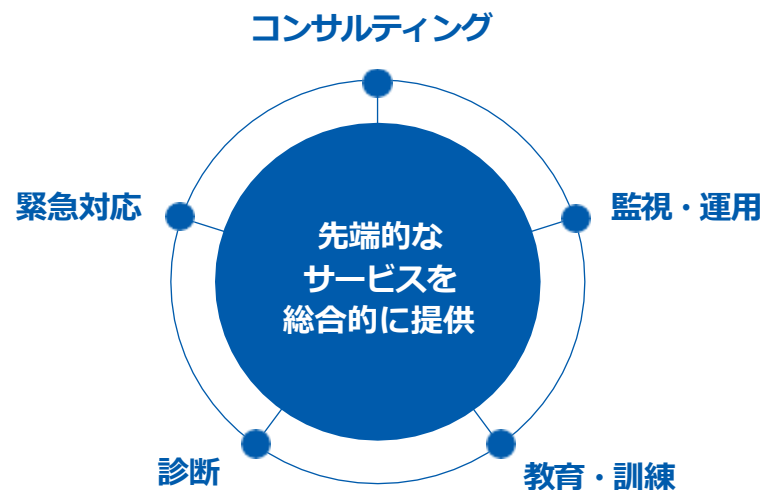 コンサルティング
緊急対応
監視・運用
先端的な
サービスを
総合的に提供
診断
教育・訓練